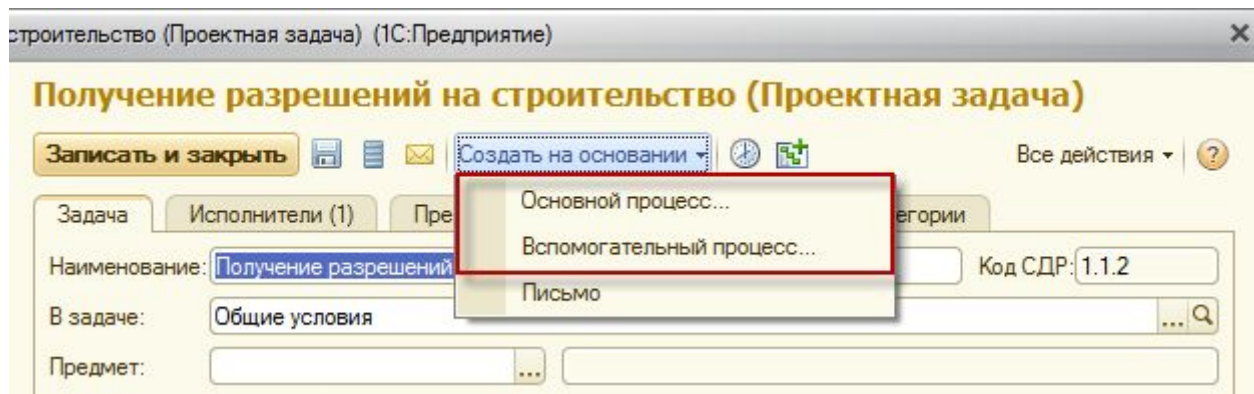 строительство (Проектная задача) (1С:Предприятие)
Получение разрешений на строительство (Проектная задача)
Записать и закрыть Создать на основании Все действия ?
Основной процесс...
Задача Исполнители (1)
Вспомогательный процесс...
Наименование: Получение разрешений Код СДР: 1.1.2
Письмо
В задаче: Общие условия ...
Предмет: ...